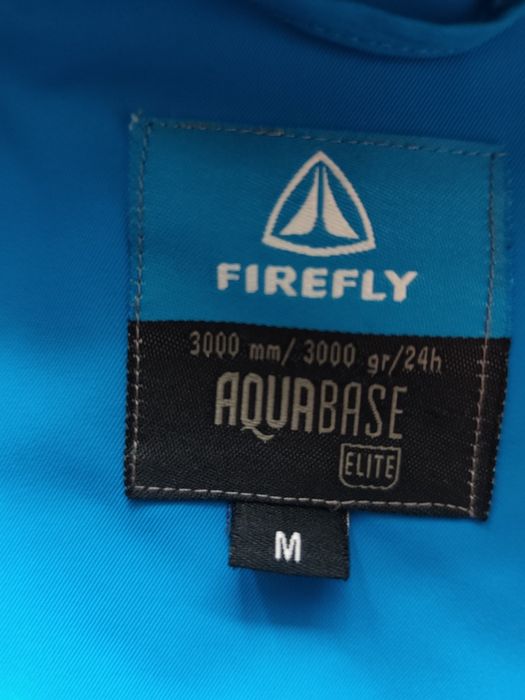 FIREFLY
3000 mm/ 3000 gr/24h
AQUABASE
ELITE
M